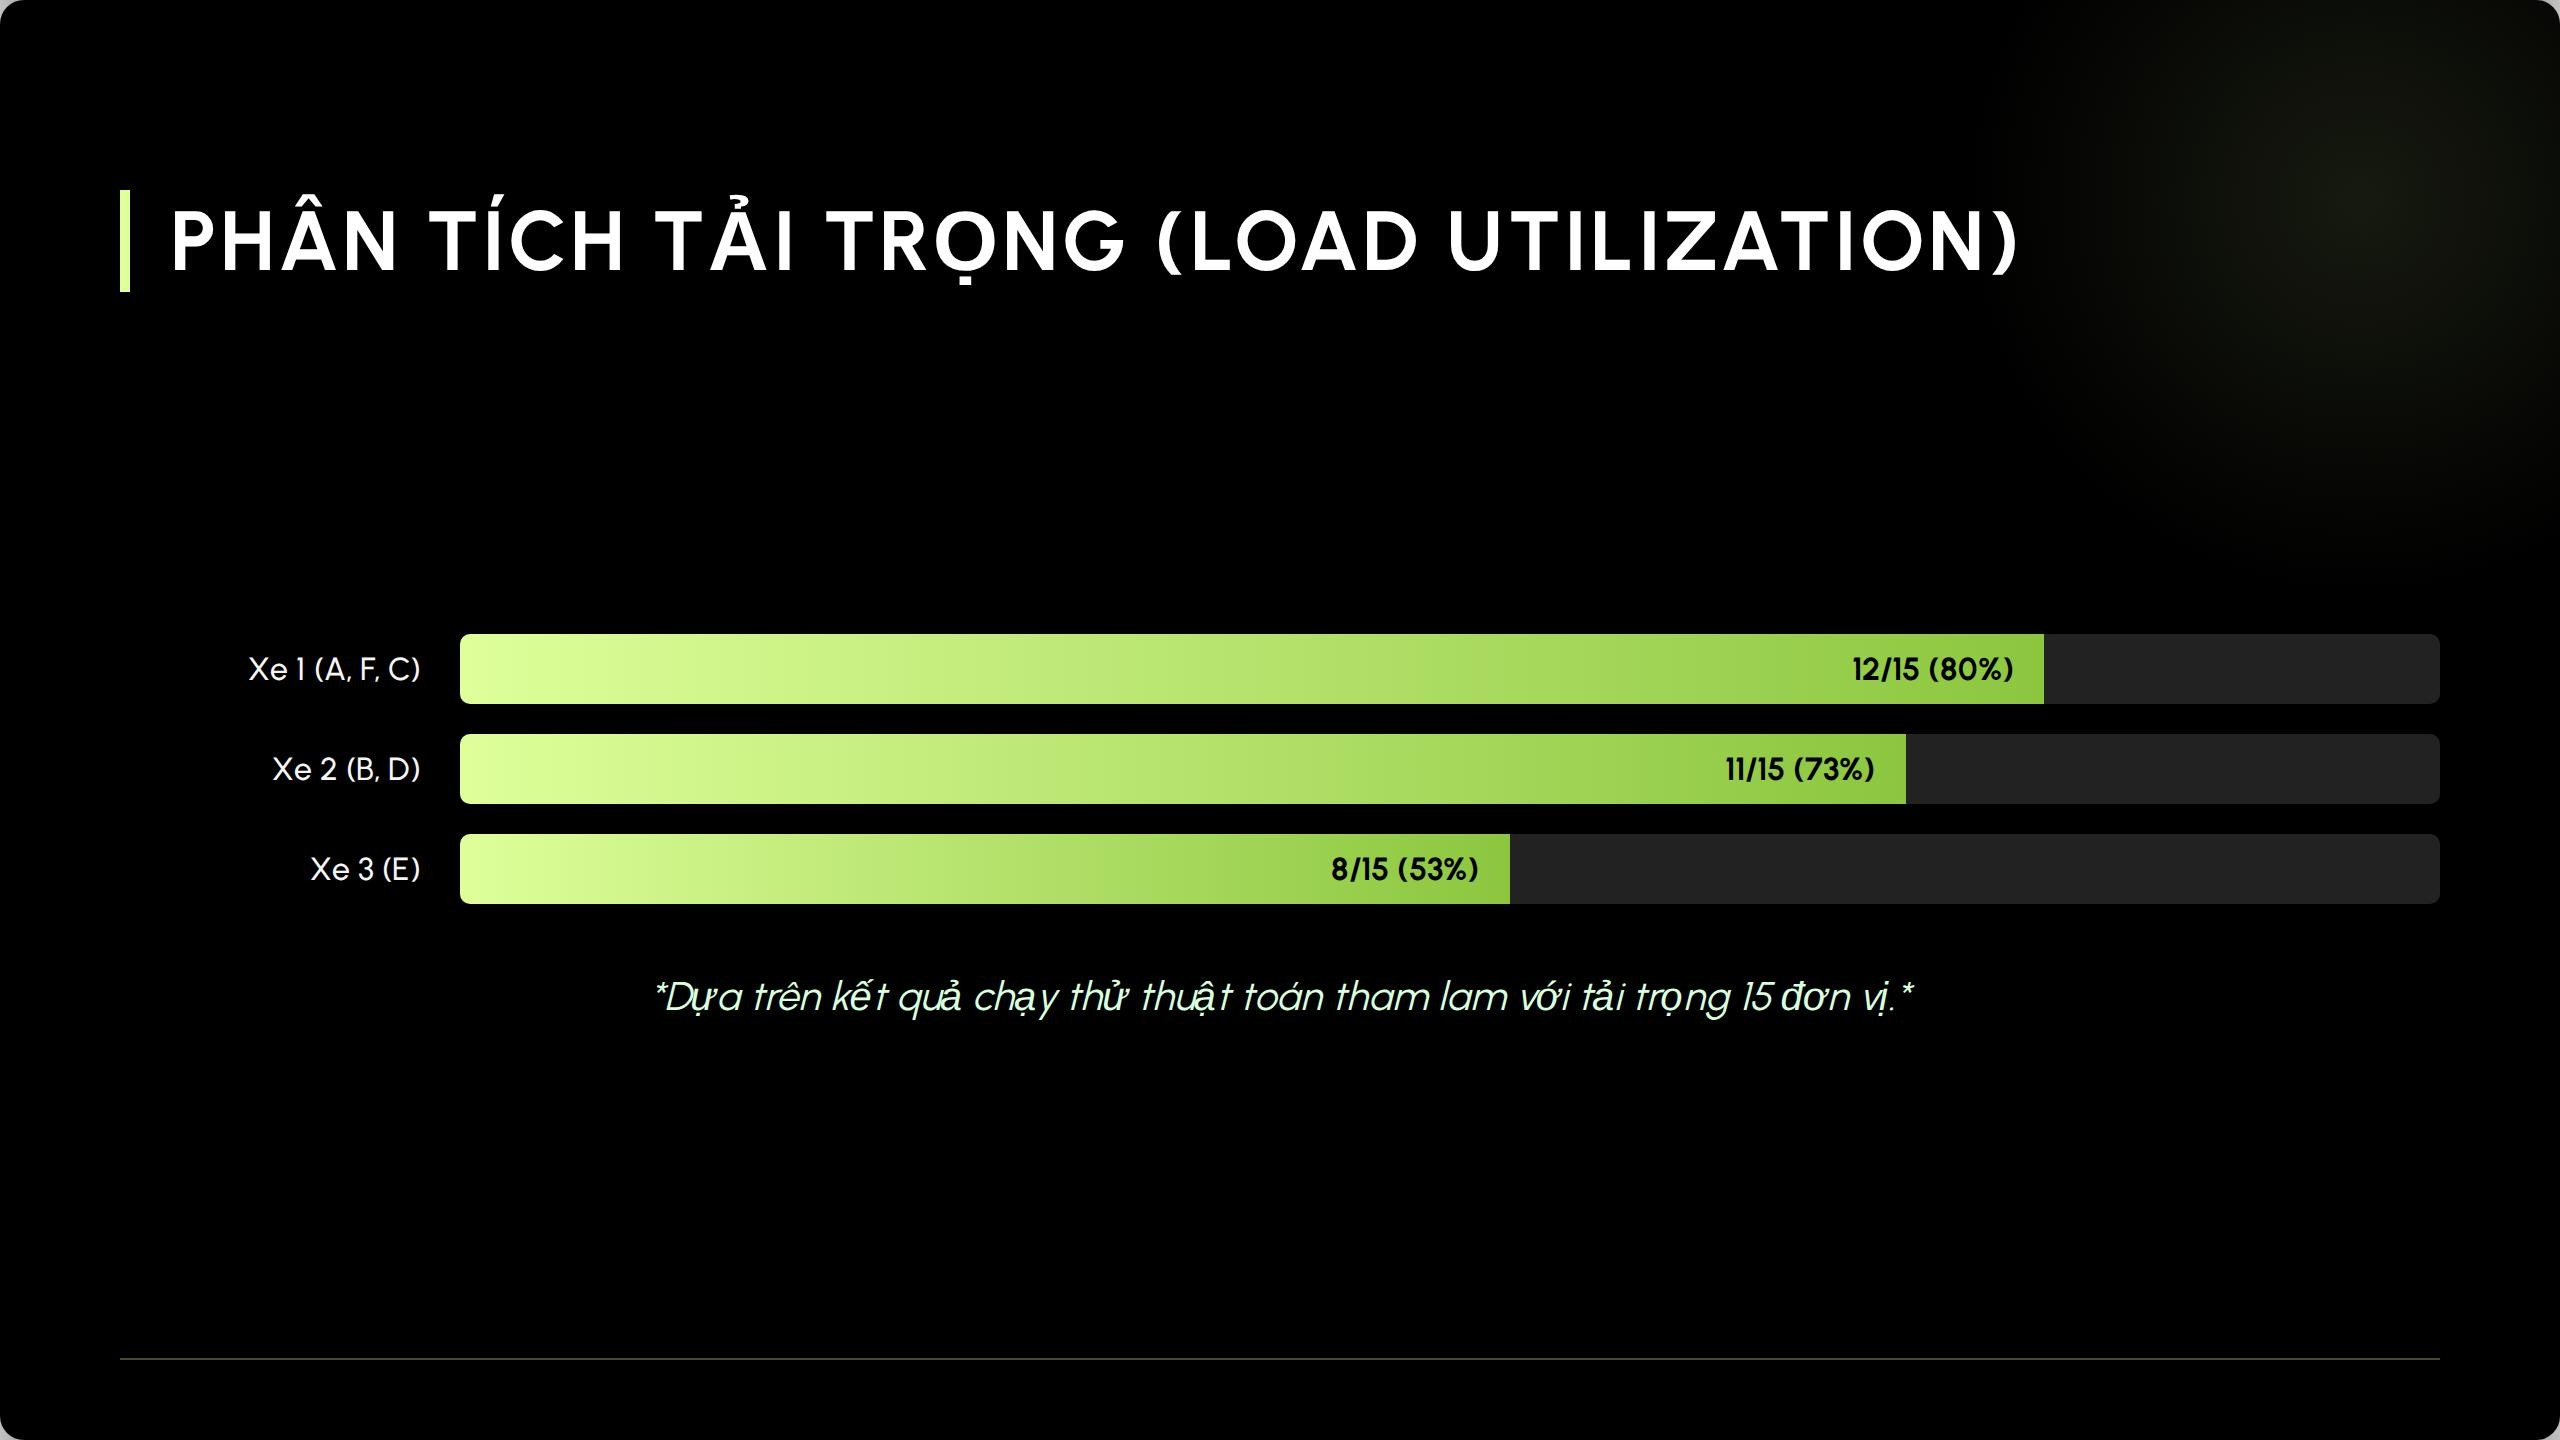 PHÂN TÍCH TẢI TRỌNG (LOAD UTILIZATION)
Xe 1 (A, F, C)
12/15 (80%)
Xe 2 (B, D)
11/15 (73%)
Xe 3 (E)
8/15 (53%)
*Dựa trên kết quả chạy thử thuật toán tham lam với tải trọng 15 đơn vị.*